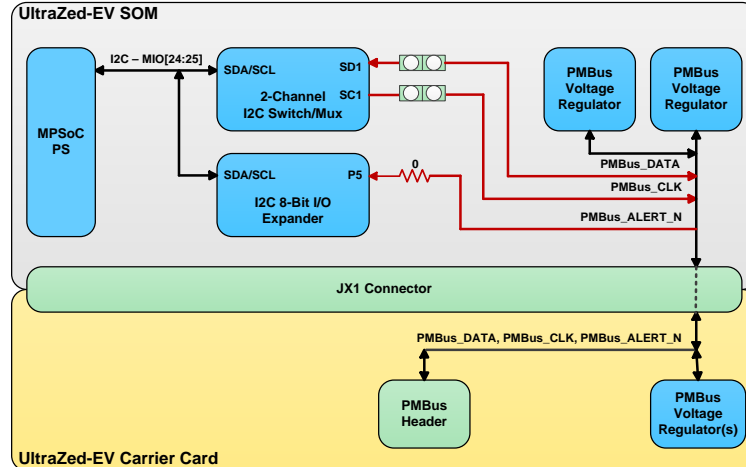 UltraZed-EV SOM
I2C – MIO[24:25]
MPSoC
PS
SDA/SCL
SD1
2-Channel
SC1
I2C Switch/Mux
SDA/SCL
P5
I2C 8-Bit I/O
Expander
0
PMBus
Voltage
Regulator
PMBus
Voltage
Regulator
PMBus_DATA
PMBus_CLK
PMBus_ALERT_N
JX1 Connector
PMBus_DATA, PMBus_CLK, PMBus_ALERT_N
PMBus
Header
PMBus
Voltage
Regulator(s)
UltraZed-EV Carrier Card